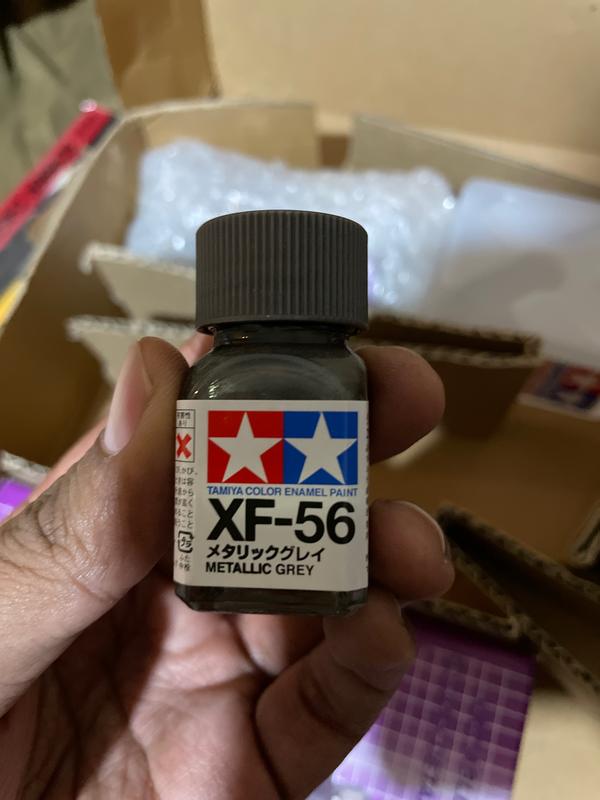 TAMIYA COLOR ENAMEL PAINT
XF-56
メタリックグレイ
METALLIC GREY